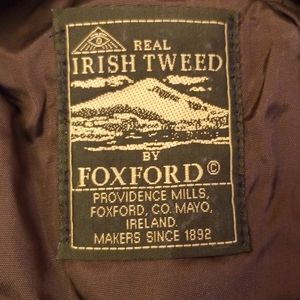 REAL
IRISH TWEED
BY
FOXFORD ©
PROVIDENCE MILLS,
FOXFORD, CO. MAYO,
IRELAND.
MAKERS SINCE 1892